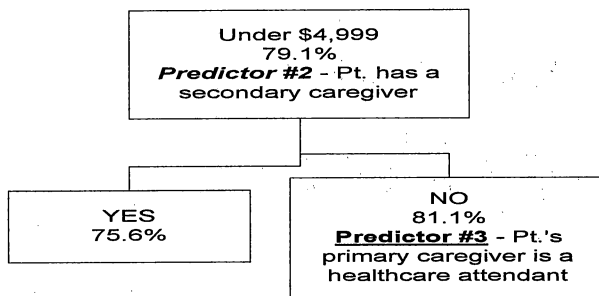 Under $4,999
79.1%
Predictor #2 - Pt. has a
secondary caregiver
YES
75.6%
NO
81.1%
Predictor #3 - Pt.'s
primary caregiver is a
healthcare attendant